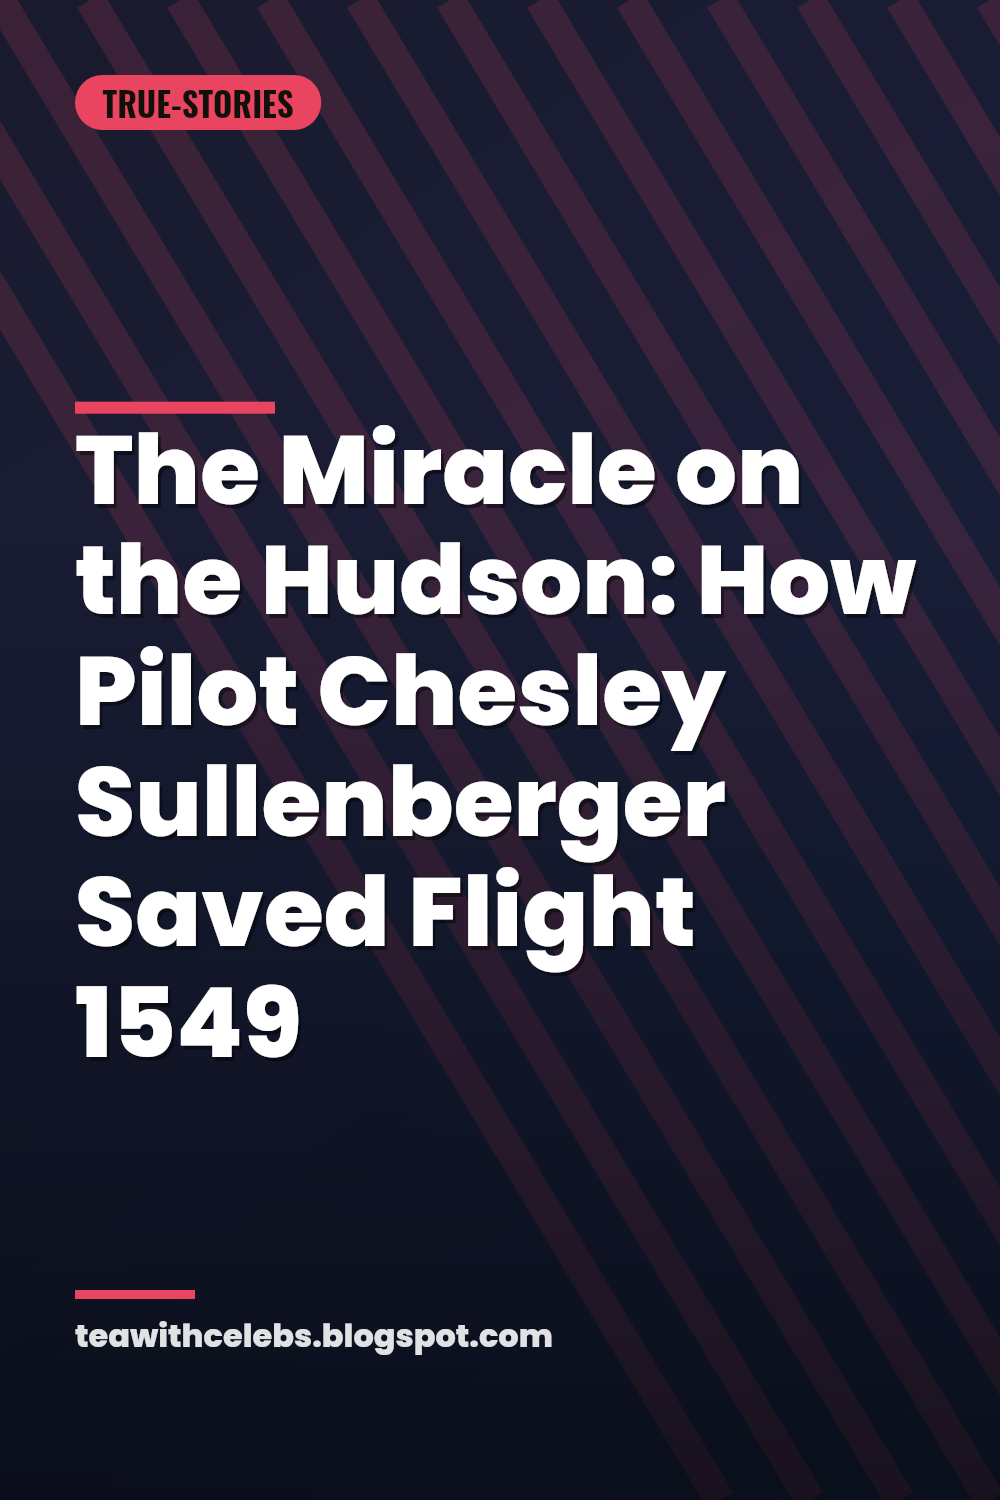 TRUE-STORIES
The Miracle on
the Hudson: How
Pilot Chesley
Sullenberger
Saved Flight
1549
teawithcelebs.blogspot.com